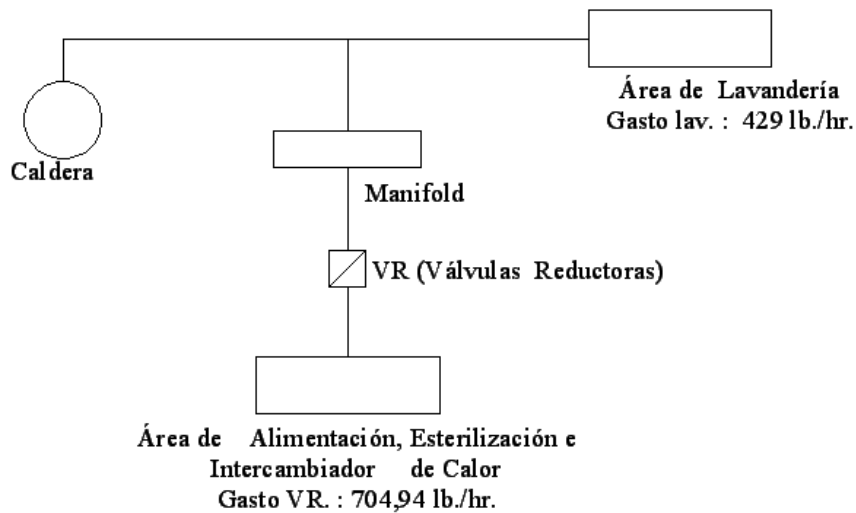 Área de Lavandería
Gasto lav. : 429 lb./hr.
Caldera
Manifold
VR (Válvulas Reductoras)
Área de Alimentación, Esterilización e
Intercambiador de Calor
Gasto VR. : 704,94 lb./hr.